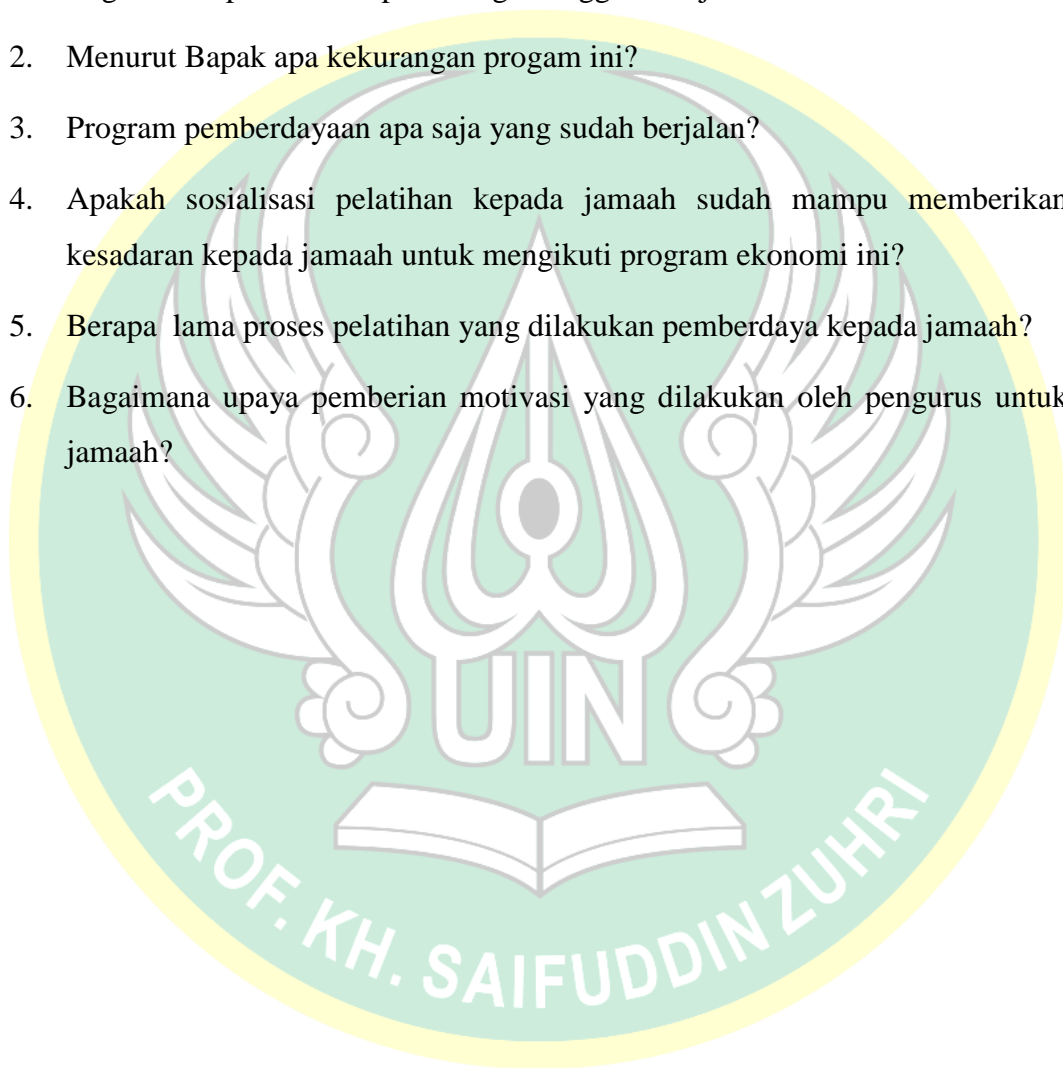 2. Menurut Bapak apa kekurangan progam ini?
3. Program pemberdayaan apa saja yang sudah berjalan?
4. Apakah sosialisasi pelatihan kepada jamaah sudah mampu memberikan
kesadaran kepada jamaah untuk mengikuti program ekonomi ini?
5. Berapa lama proses pelatihan yang dilakukan pemberdaya kepada jamaah?
6. Bagaimana upaya pemberian motivasi yang dilakukan oleh pengurus untuk
jamaah?
UIN
PROF. KH. SAIFUDDIN ZUHRI